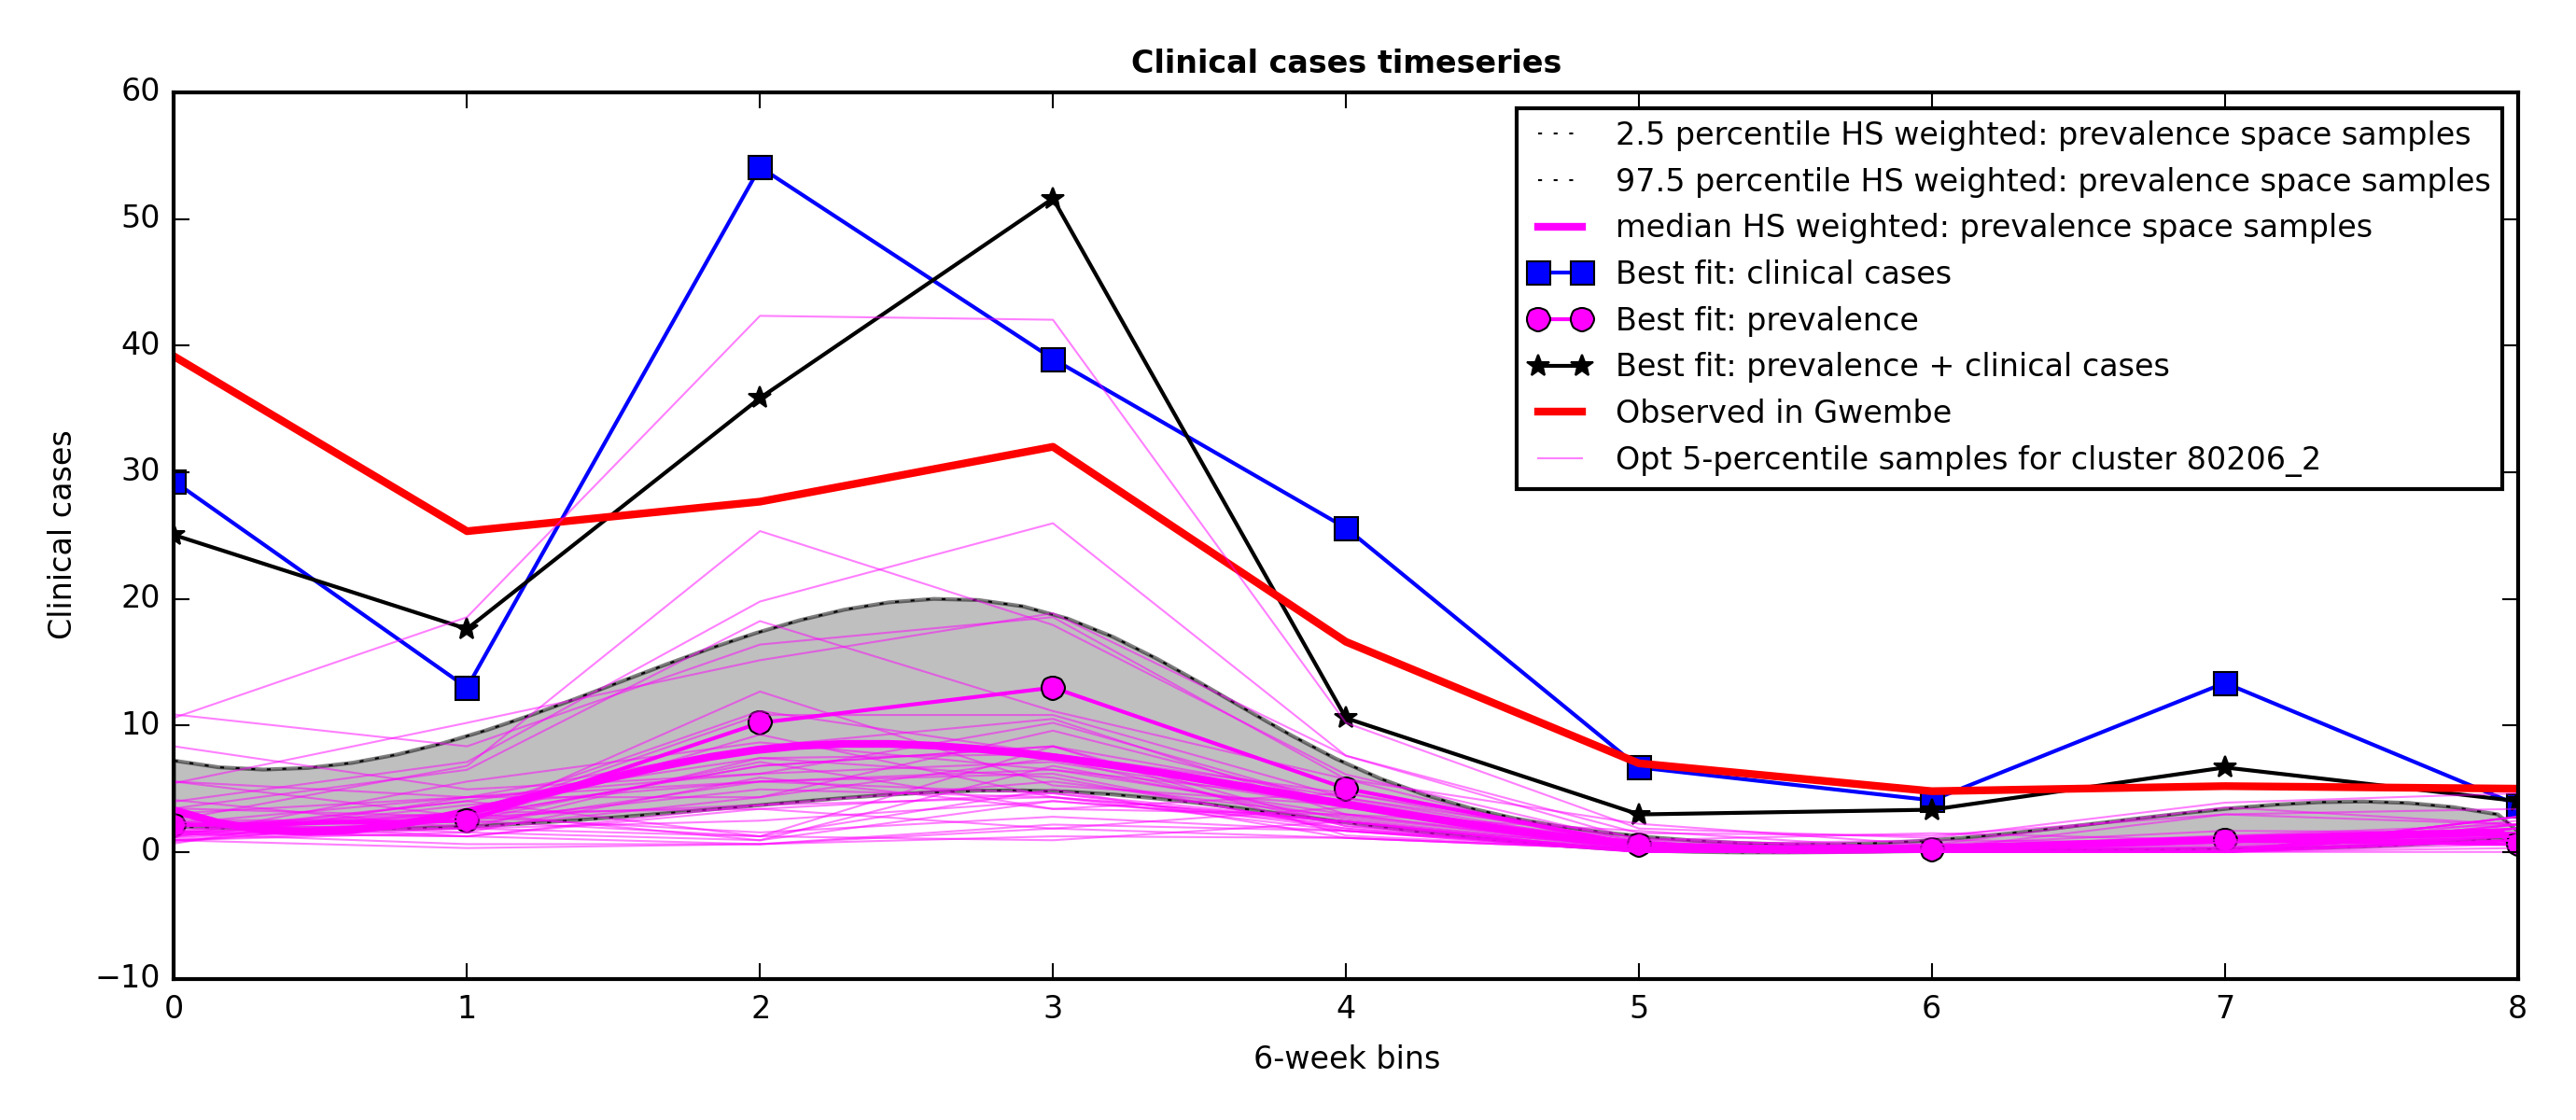 Clinical cases timeseries
60
50
40
30
20
10
0
−10
Clinical cases
2.5 percentile HS weighted: prevalence space samples
97.5 percentile HS weighted: prevalence space samples
median HS weighted: prevalence space samples
Best fit: clinical cases
Best fit: prevalence
Best fit: prevalence + clinical cases
Observed in Gwembe
Opt 5-percentile samples for cluster 80206_2
0 1 2 3 4 5 6 7 8
6-week bins